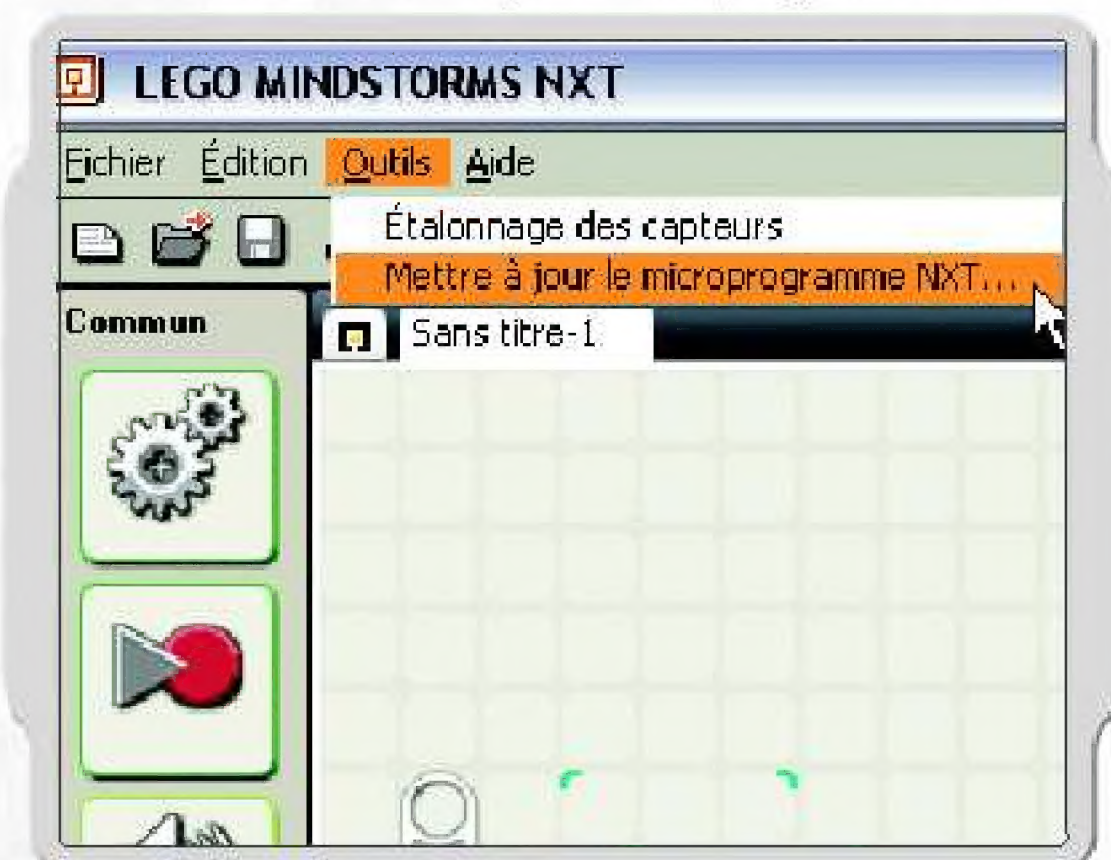 LEGO MINDSTORMS NXT
Fichier Édition Outils Aide
Étalonnage des capteurs
Mettre à jour le microprogramme NXT...
Commun
Sans titre-1